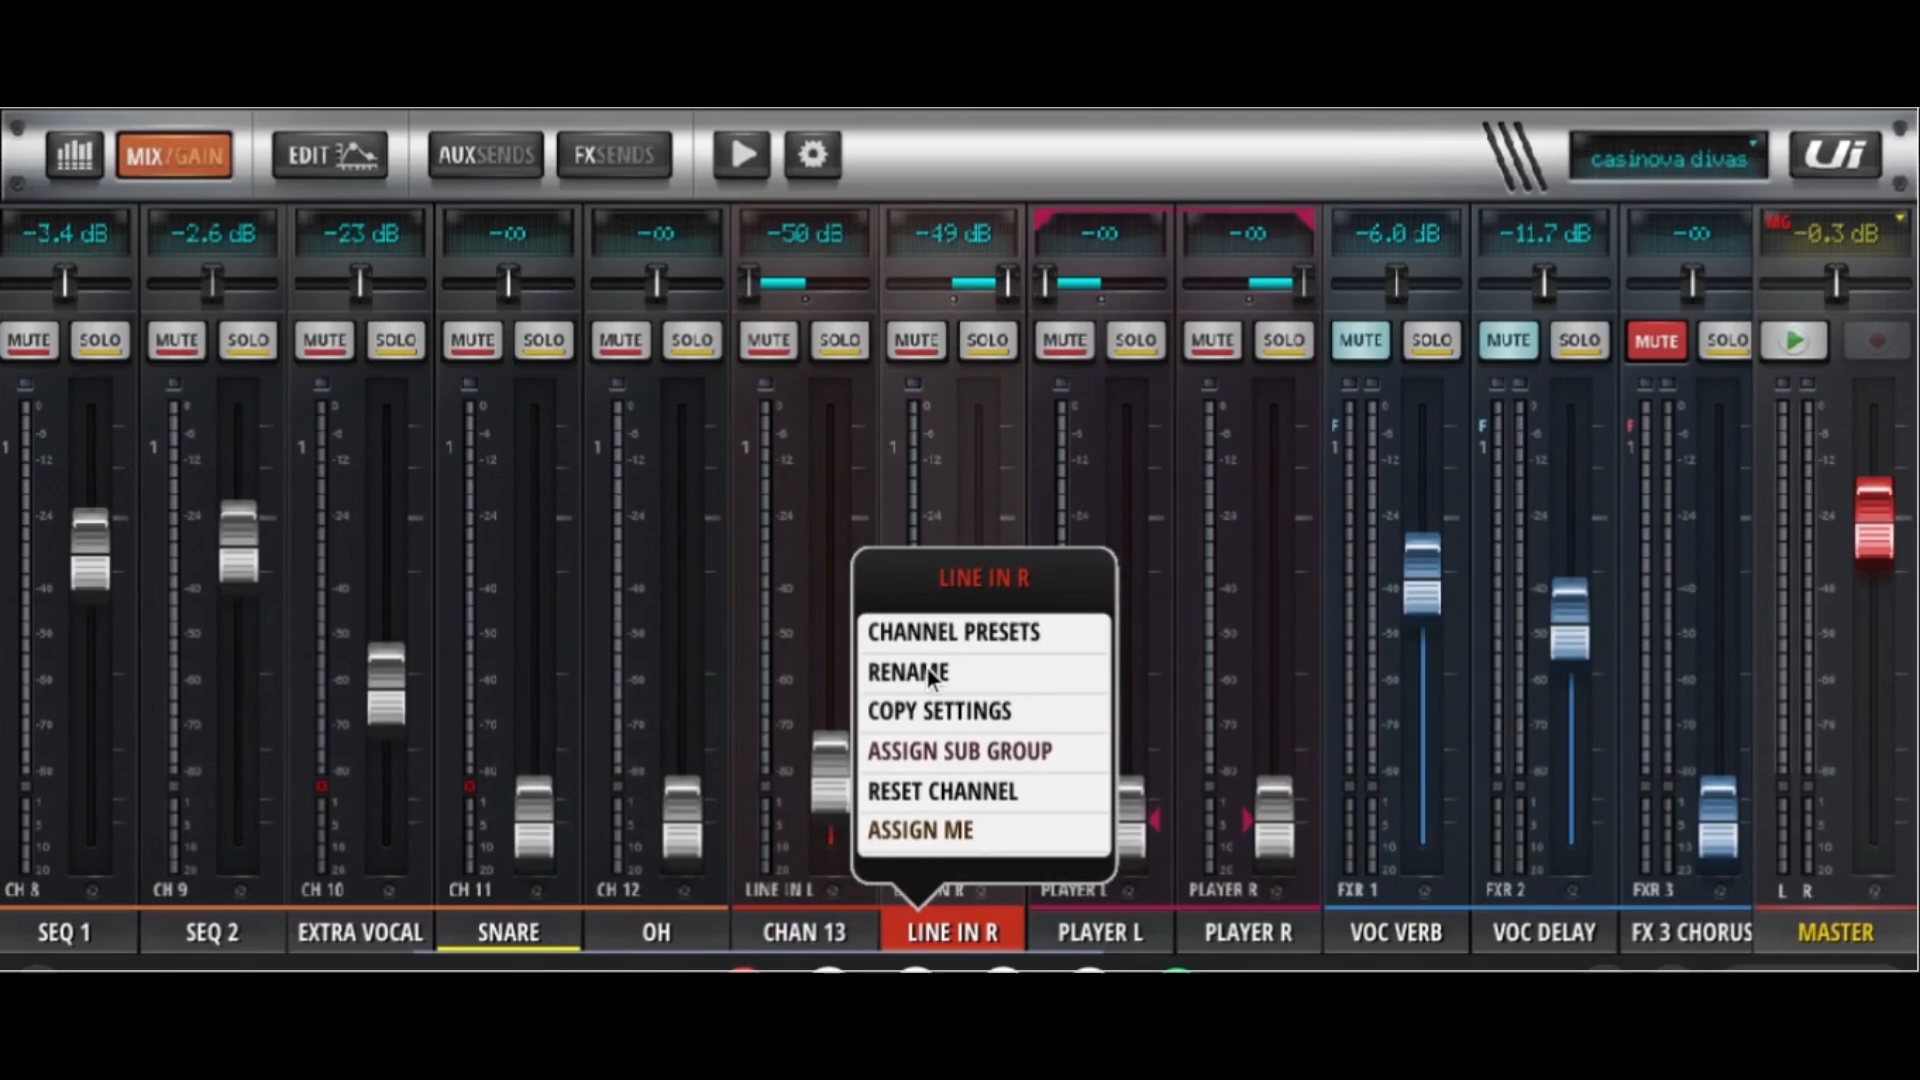 MIX/GAIN EDIT AUXSENDS FXSENDS casinova divas Ui
-3.4 dB -2.6 dB -23 dB -∞ -∞ -50 dB -49 dB -∞ -∞ -6.0 dB -11.7 dB -∞ MG -0.3 dB
MUTE SOLO MUTE SOLO MUTE SOLO MUTE SOLO MUTE SOLO MUTE SOLO MUTE SOLO MUTE SOLO MUTE SOLO MUTE SOLO MUTE SOLO MUTE SOLO
LINE IN R
CHANNEL PRESETS
RENAME
COPY SETTINGS
ASSIGN SUB GROUP
RESET CHANNEL
ASSIGN ME
CH 8 CH 9 CH 10 CH 11 CH 12 LINE IN L PLAYER L PLAYER R FXR 1 FXR 2 FXR 3 L R
SEQ 1 SEQ 2 EXTRA VOCAL SNARE OH CHAN 13 LINE IN R PLAYER L PLAYER R VOC VERB VOC DELAY FX 3 CHORUS MASTER